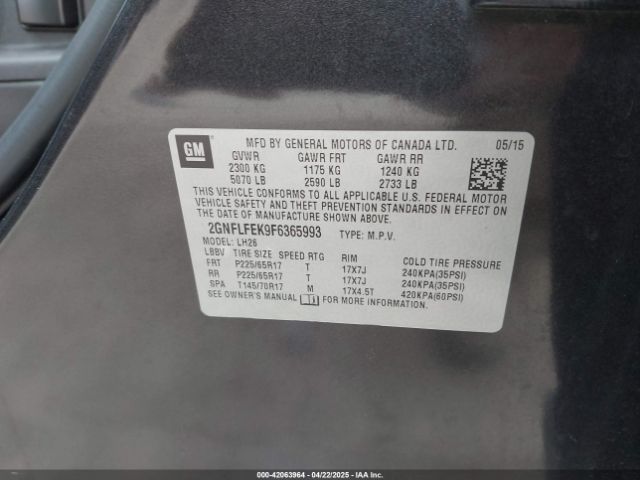 GM
MFD BY GENERAL MOTORS OF CANADA LTD. 05/15
GVWR GAWR FRT GAWR RR
2300 KG 1175 KG 1240 KG
5070 LB 2590 LB 2733 LB
THIS VEHICLE CONFORMS TO ALL APPLICABLE U.S. FEDERAL MOTOR
VEHICLE SAFETY AND THEFT PREVENTION STANDARDS IN EFFECT ON
THE DATE OF MANUFACTURE SHOWN ABOVE.
2GNFLFEK9F6365993 TYPE: M.P.V.
MODEL: LH26
LBBV TIRE SIZE SPEED RTG RIM COLD TIRE PRESSURE
FRT P225/65R17 T 17X7J 240KPA(35PSI)
RR P225/65R17 T 17X7J 240KPA(35PSI)
SPA T145/70R17 M 17X4.5T 420KPA(60PSI)
SEE OWNER'S MANUAL FOR MORE INFORMATION.
000-42063964 - 04/22/2025 - IAAI, Inc.